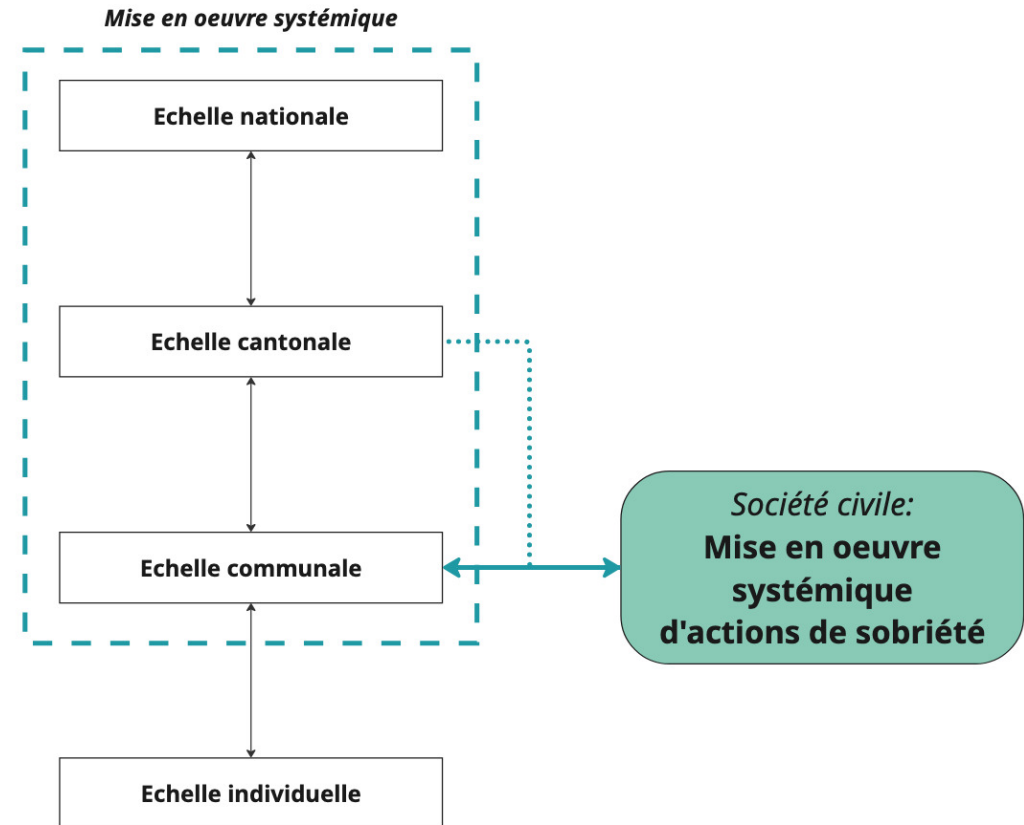 Mise en oeuvre systémique
Echelle nationale
Echelle cantonale
Echelle communale
Société civile:
Mise en oeuvre
systémique
d'actions de sobriété
Echelle individuelle